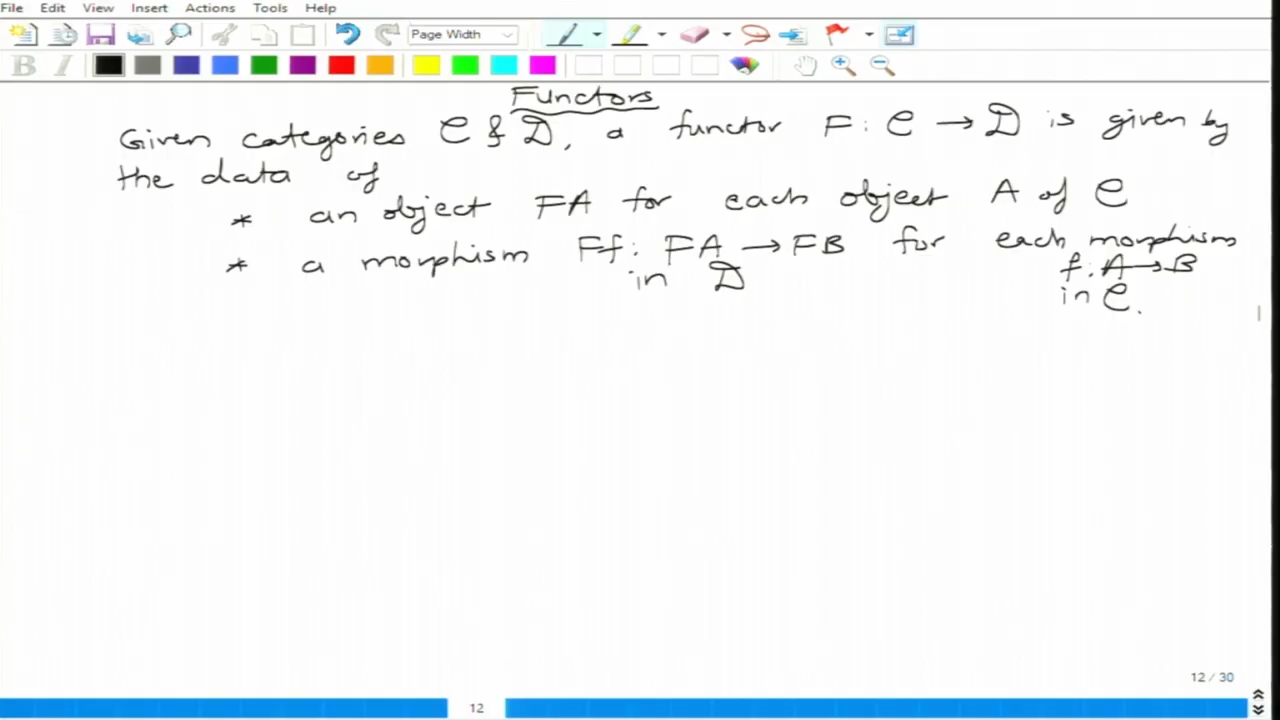 File Edit View Insert Actions Tools Help
Page Width
B I
Functors
Given categories C & D, a functor F: C → D is given by
the data of
* an object FA for each object A of C
* a morphism Ff: FA → FB for each morphism
in D f: A → B
in C.
12 / 30
12